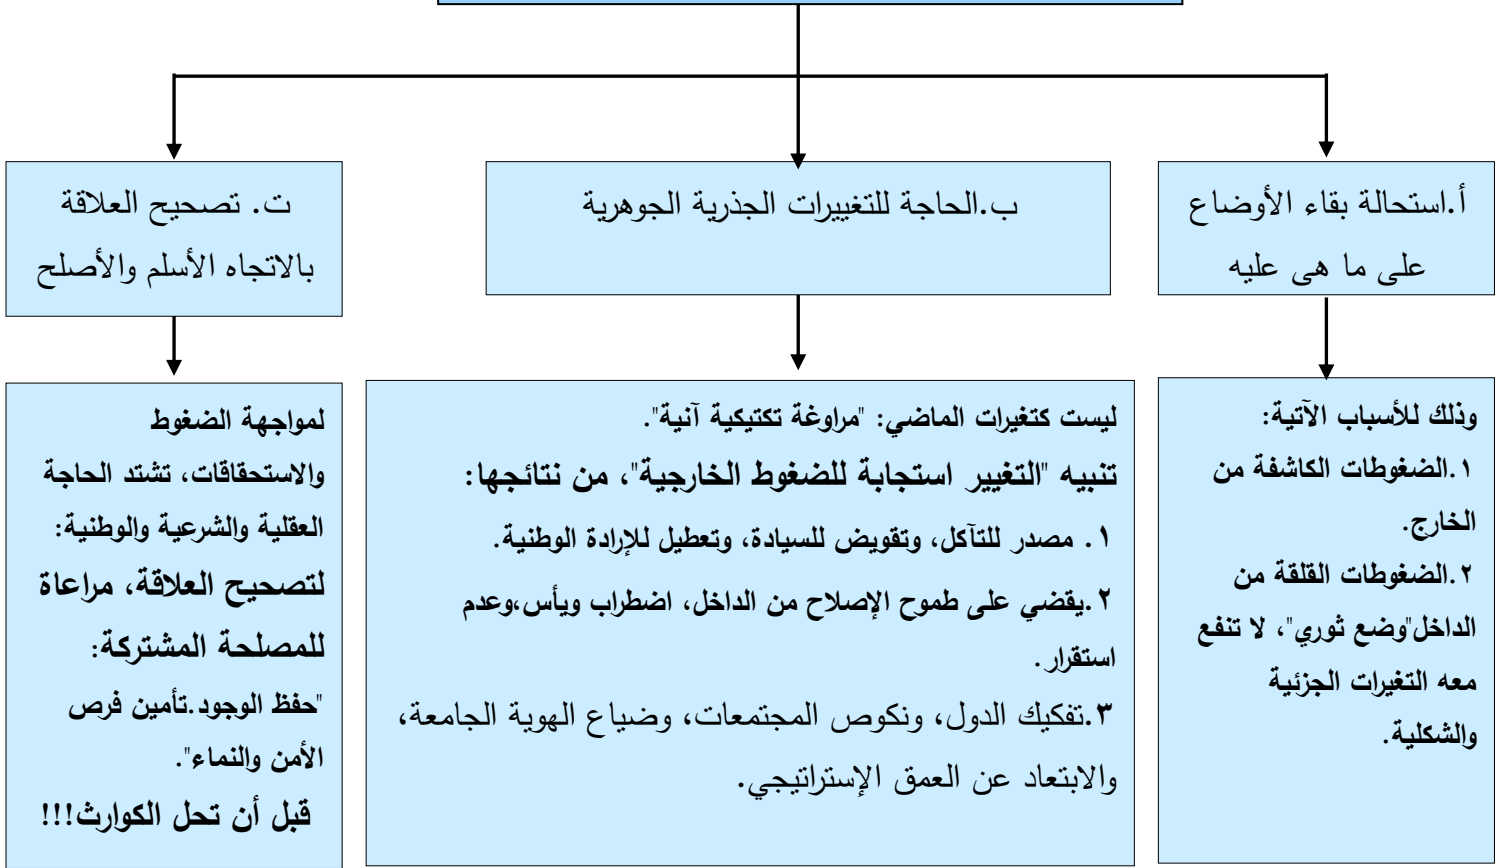 أ.استحالة بقاء الأوضاع
على ما هى عليه
ب.الحاجة للتغييرات الجذرية الجوهرية
ت. تصحيح العلاقة
بالاتجاه الأسلم والأصلح
وذلك للأسباب الآتية:
١.الضغوطات الكاشفة من
الخارج.
٢.الضغوطات القلقة من
الداخل"وضع ثوري"، لا تنفع
معه التغيرات الجزئية
والشكلية.
ليست كتغيرات الماضي: "مراوغة تكتيكية آنية".
تنبيه "التغيير استجابة للضغوط الخارجية"، من نتائجها:
١. مصدر للتآكل، وتقويض للسيادة، وتعطيل للإرادة الوطنية.
٢.يقضي على طموح الإصلاح من الداخل، اضطراب ويأس،وعدم
استقرار.
٣.تفكيك الدول، ونكوص المجتمعات، وضياع الهوية الجامعة،
والابتعاد عن العمق الإستراتيجي.
لمواجهة الضغوط
والاستحقاقات، تشتد الحاجة
العقلية والشرعية والوطنية:
لتصحيح العلاقة، مراعاة
للمصلحة المشتركة:
"حفظ الوجود.تأمين فرص
الأمن والنماء".
قبل أن تحل الكوارث!!!